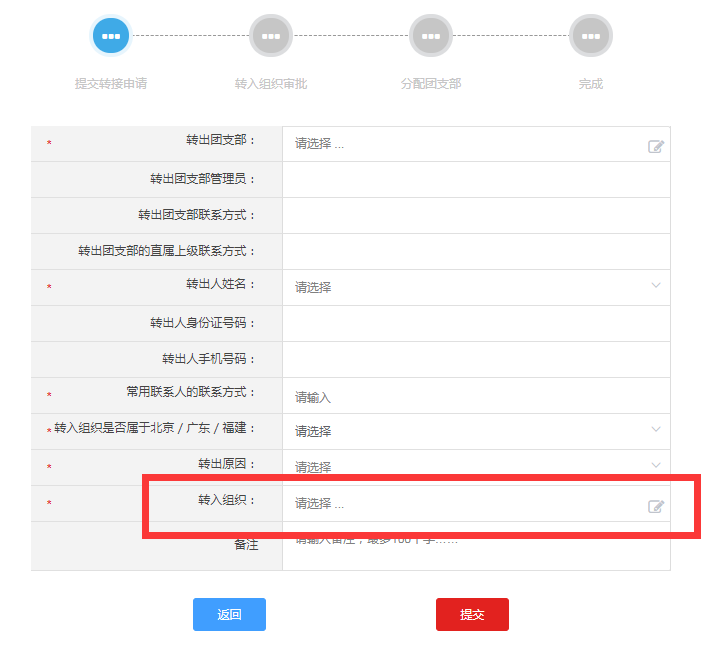 提交转接申请 转入组织审批 分配团支部 完成
* 转出团支部： 请选择 ...
转出团支部管理员：
转出团支部联系方式：
转出团支部的直属上级联系方式：
* 转出人姓名： 请选择
转出人身份证号码：
转出人手机号码：
* 常用联系人的联系方式： 请输入
* 转入组织是否属于北京 / 广东 / 福建： 请选择
* 转出原因： 请选择
* 转入组织： 请选择 ...
备注 请输入备注，最多100个字……
返回 提交